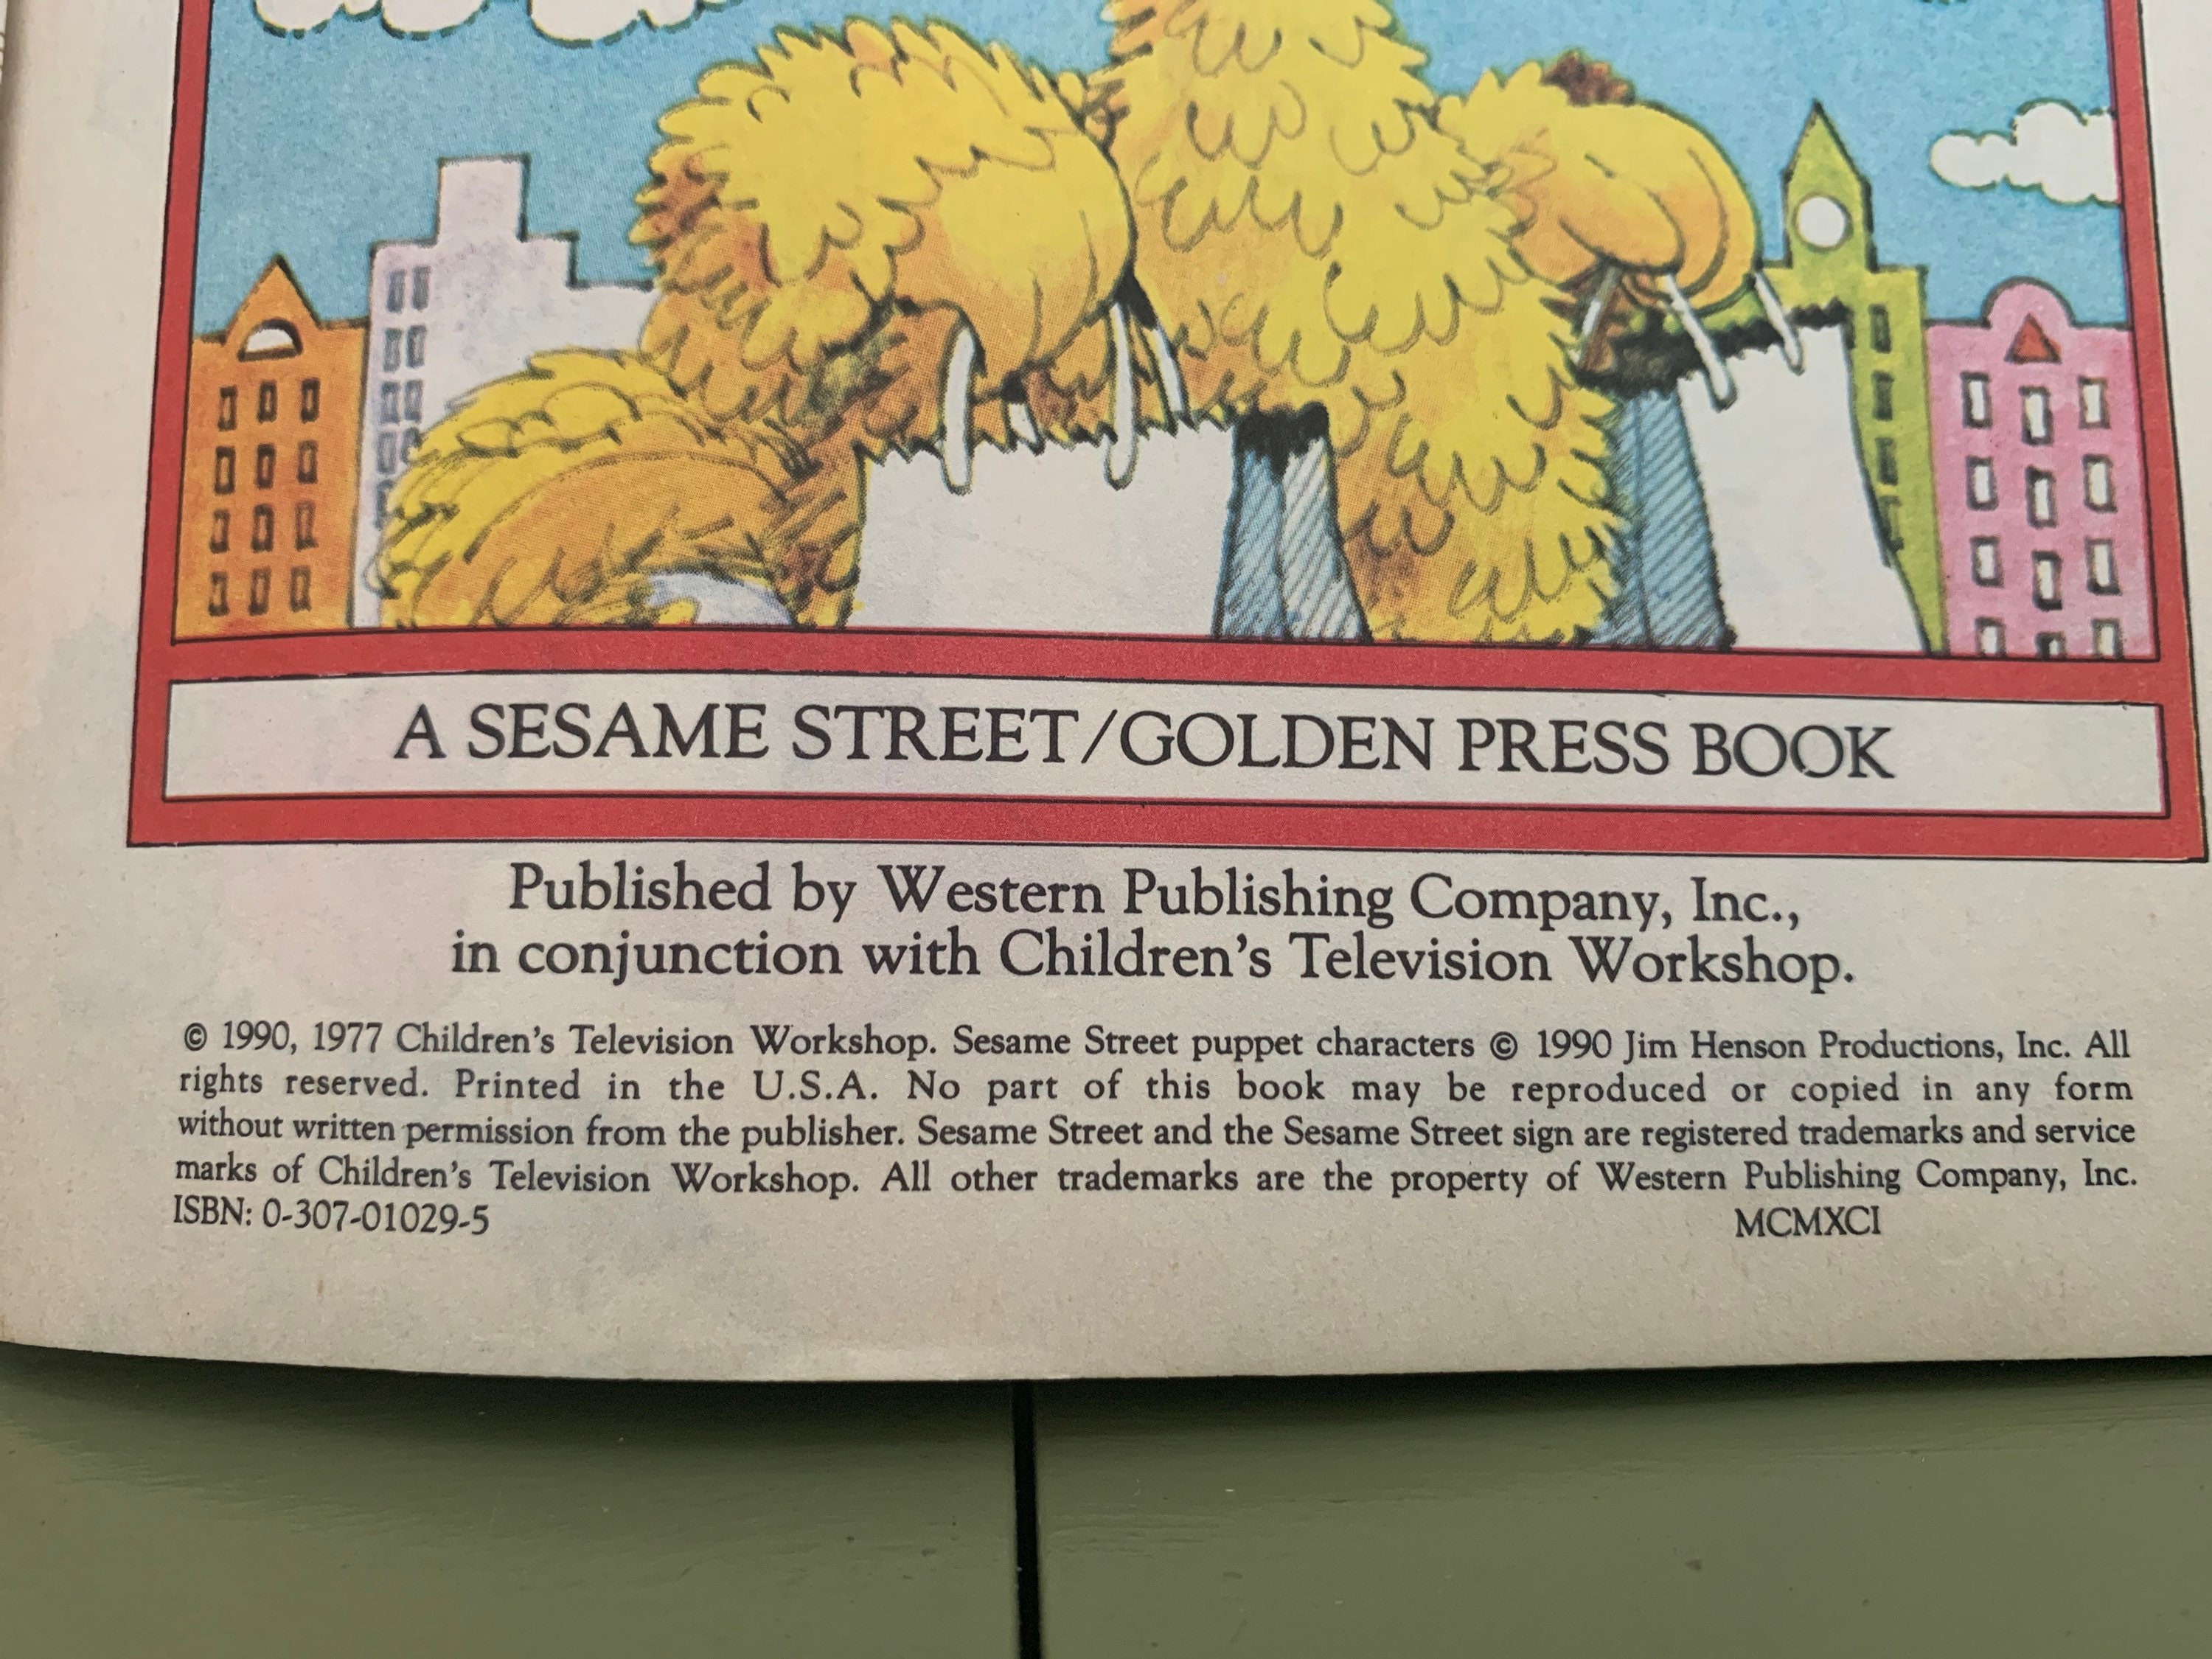 A SESAME STREET/GOLDEN PRESS BOOK
Published by Western Publishing Company, Inc.,
in conjunction with Children's Television Workshop.
© 1990, 1977 Children's Television Workshop. Sesame Street puppet characters © 1990 Jim Henson Productions, Inc. All
rights reserved. Printed in the U.S.A. No part of this book may be reproduced or copied in any form
without written permission from the publisher. Sesame Street and the Sesame Street sign are registered trademarks and service
marks of Children's Television Workshop. All other trademarks are the property of Western Publishing Company, Inc.
ISBN: 0-307-01029-5 MCMXCI